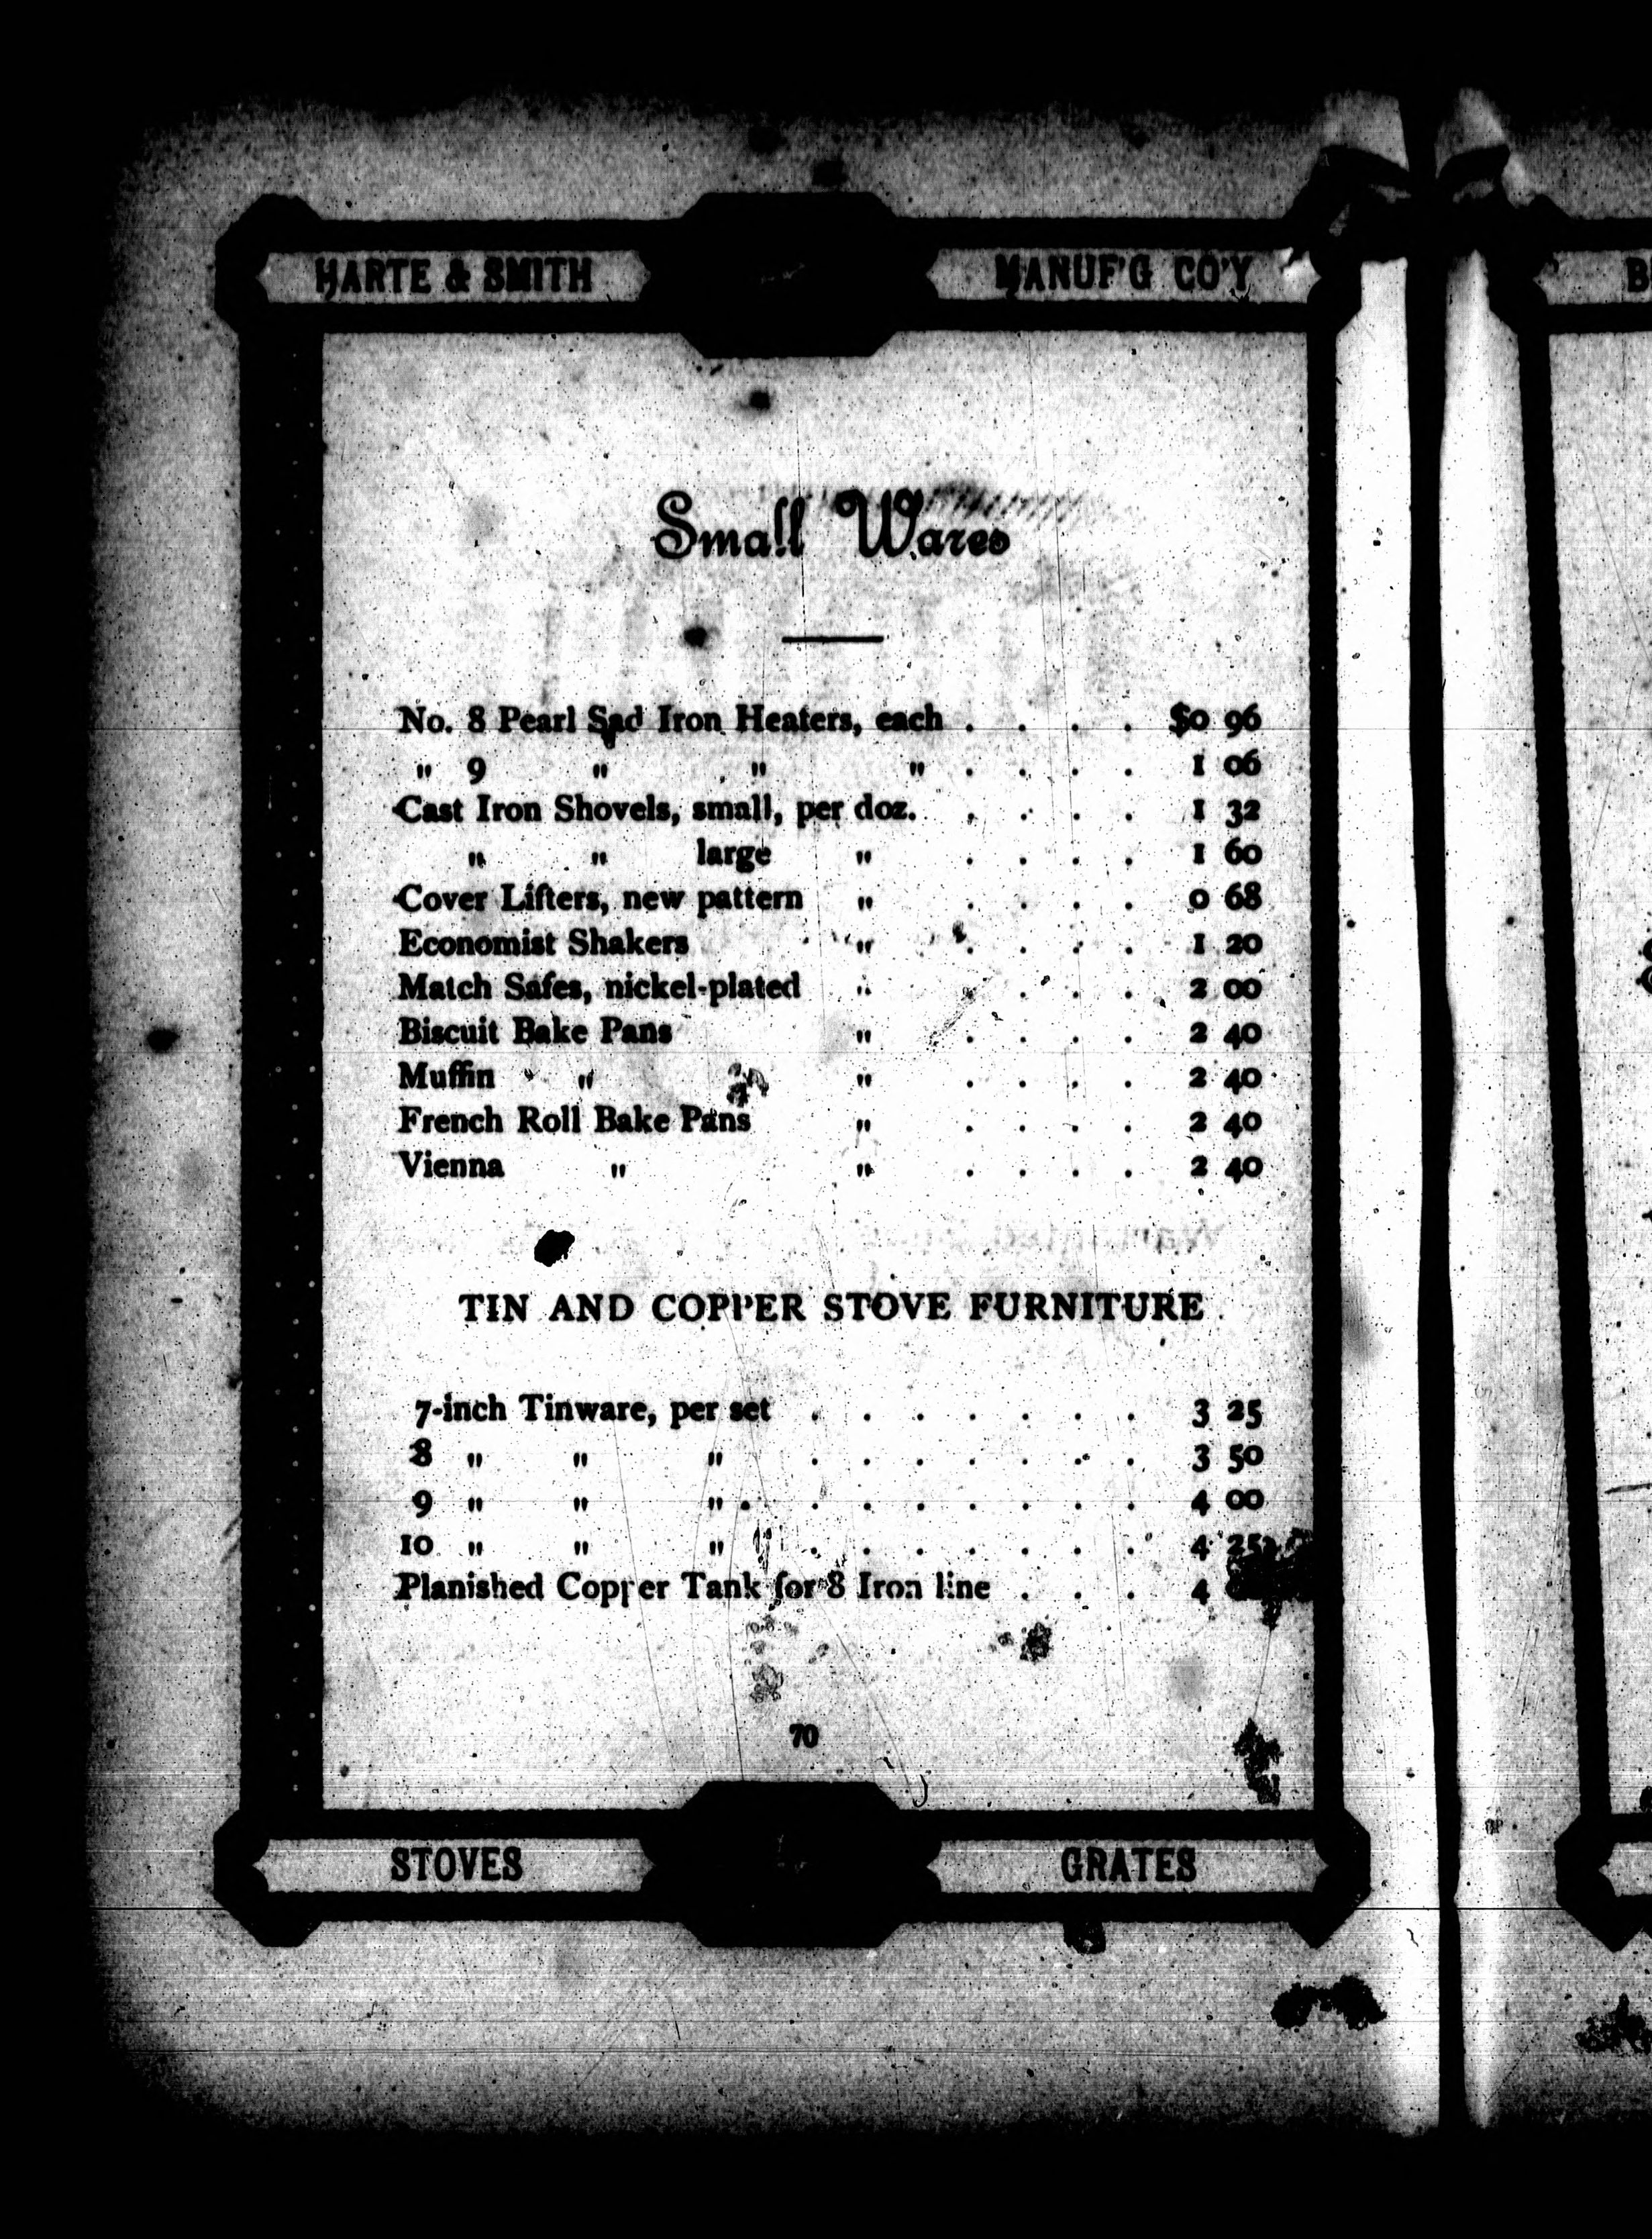 HARTE & SMITH MANUF'G CO'Y
Small Wares
No. 8 Pearl Sad Iron Heaters, each . . . . $0 96
" 9 " " " . . . . 1 06
Cast Iron Shovels, small, per doz. . . . . 1 32
" " large " . . . . 1 60
Cover Lifters, new pattern " . . . . 0 68
Economist Shakers " . . . . 1 20
Match Safes, nickel-plated " . . . . 2 00
Biscuit Bake Pans " . . . . 2 40
Muffin " " . . . . 2 40
French Roll Bake Pans " . . . . 2 40
Vienna " " . . . . 2 40
TIN AND COPPER STOVE FURNITURE
7-inch Tinware, per set . . . . . . . 3 25
8 " " " . . . . . . . 3 50
9 " " " . . . . . . . . 4 00
10 " " " . . . . . . . 4 25
Planished Copper Tank for 8 Iron line . . . 4
70
STOVES GRATES